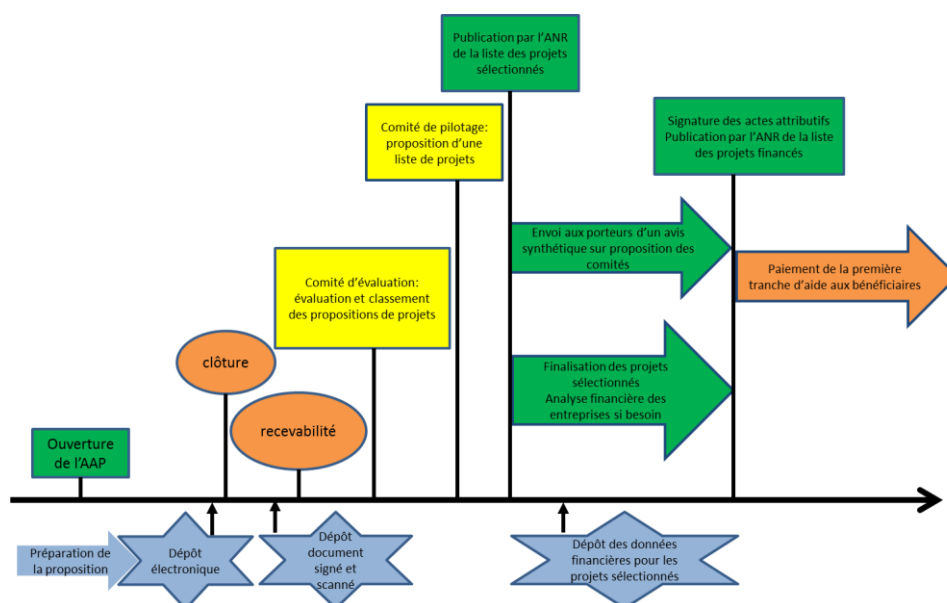 Publication par l'ANR
de la liste des projets
sélectionnés
Comité de pilotage:
proposition d'une
liste de projets
Signature des actes attributifs
Publication par l'ANR de la liste
des projets financés
Envoi aux porteurs d'un avis
synthétique sur proposition des
comités
Paiement de la première
tranche d'aide aux bénéficiaires
Comité d'évaluation:
évaluation et classement
des propositions de projets
clôture
Finalisation des projets
sélectionnés
Analyse financière des
entreprises si besoin
recevabilité
Ouverture
de l'AAP
Préparation de
la proposition
Dépôt
électronique
Dépôt
document
signé et
scanné
Dépôt des données
financières pour les
projets sélectionnés